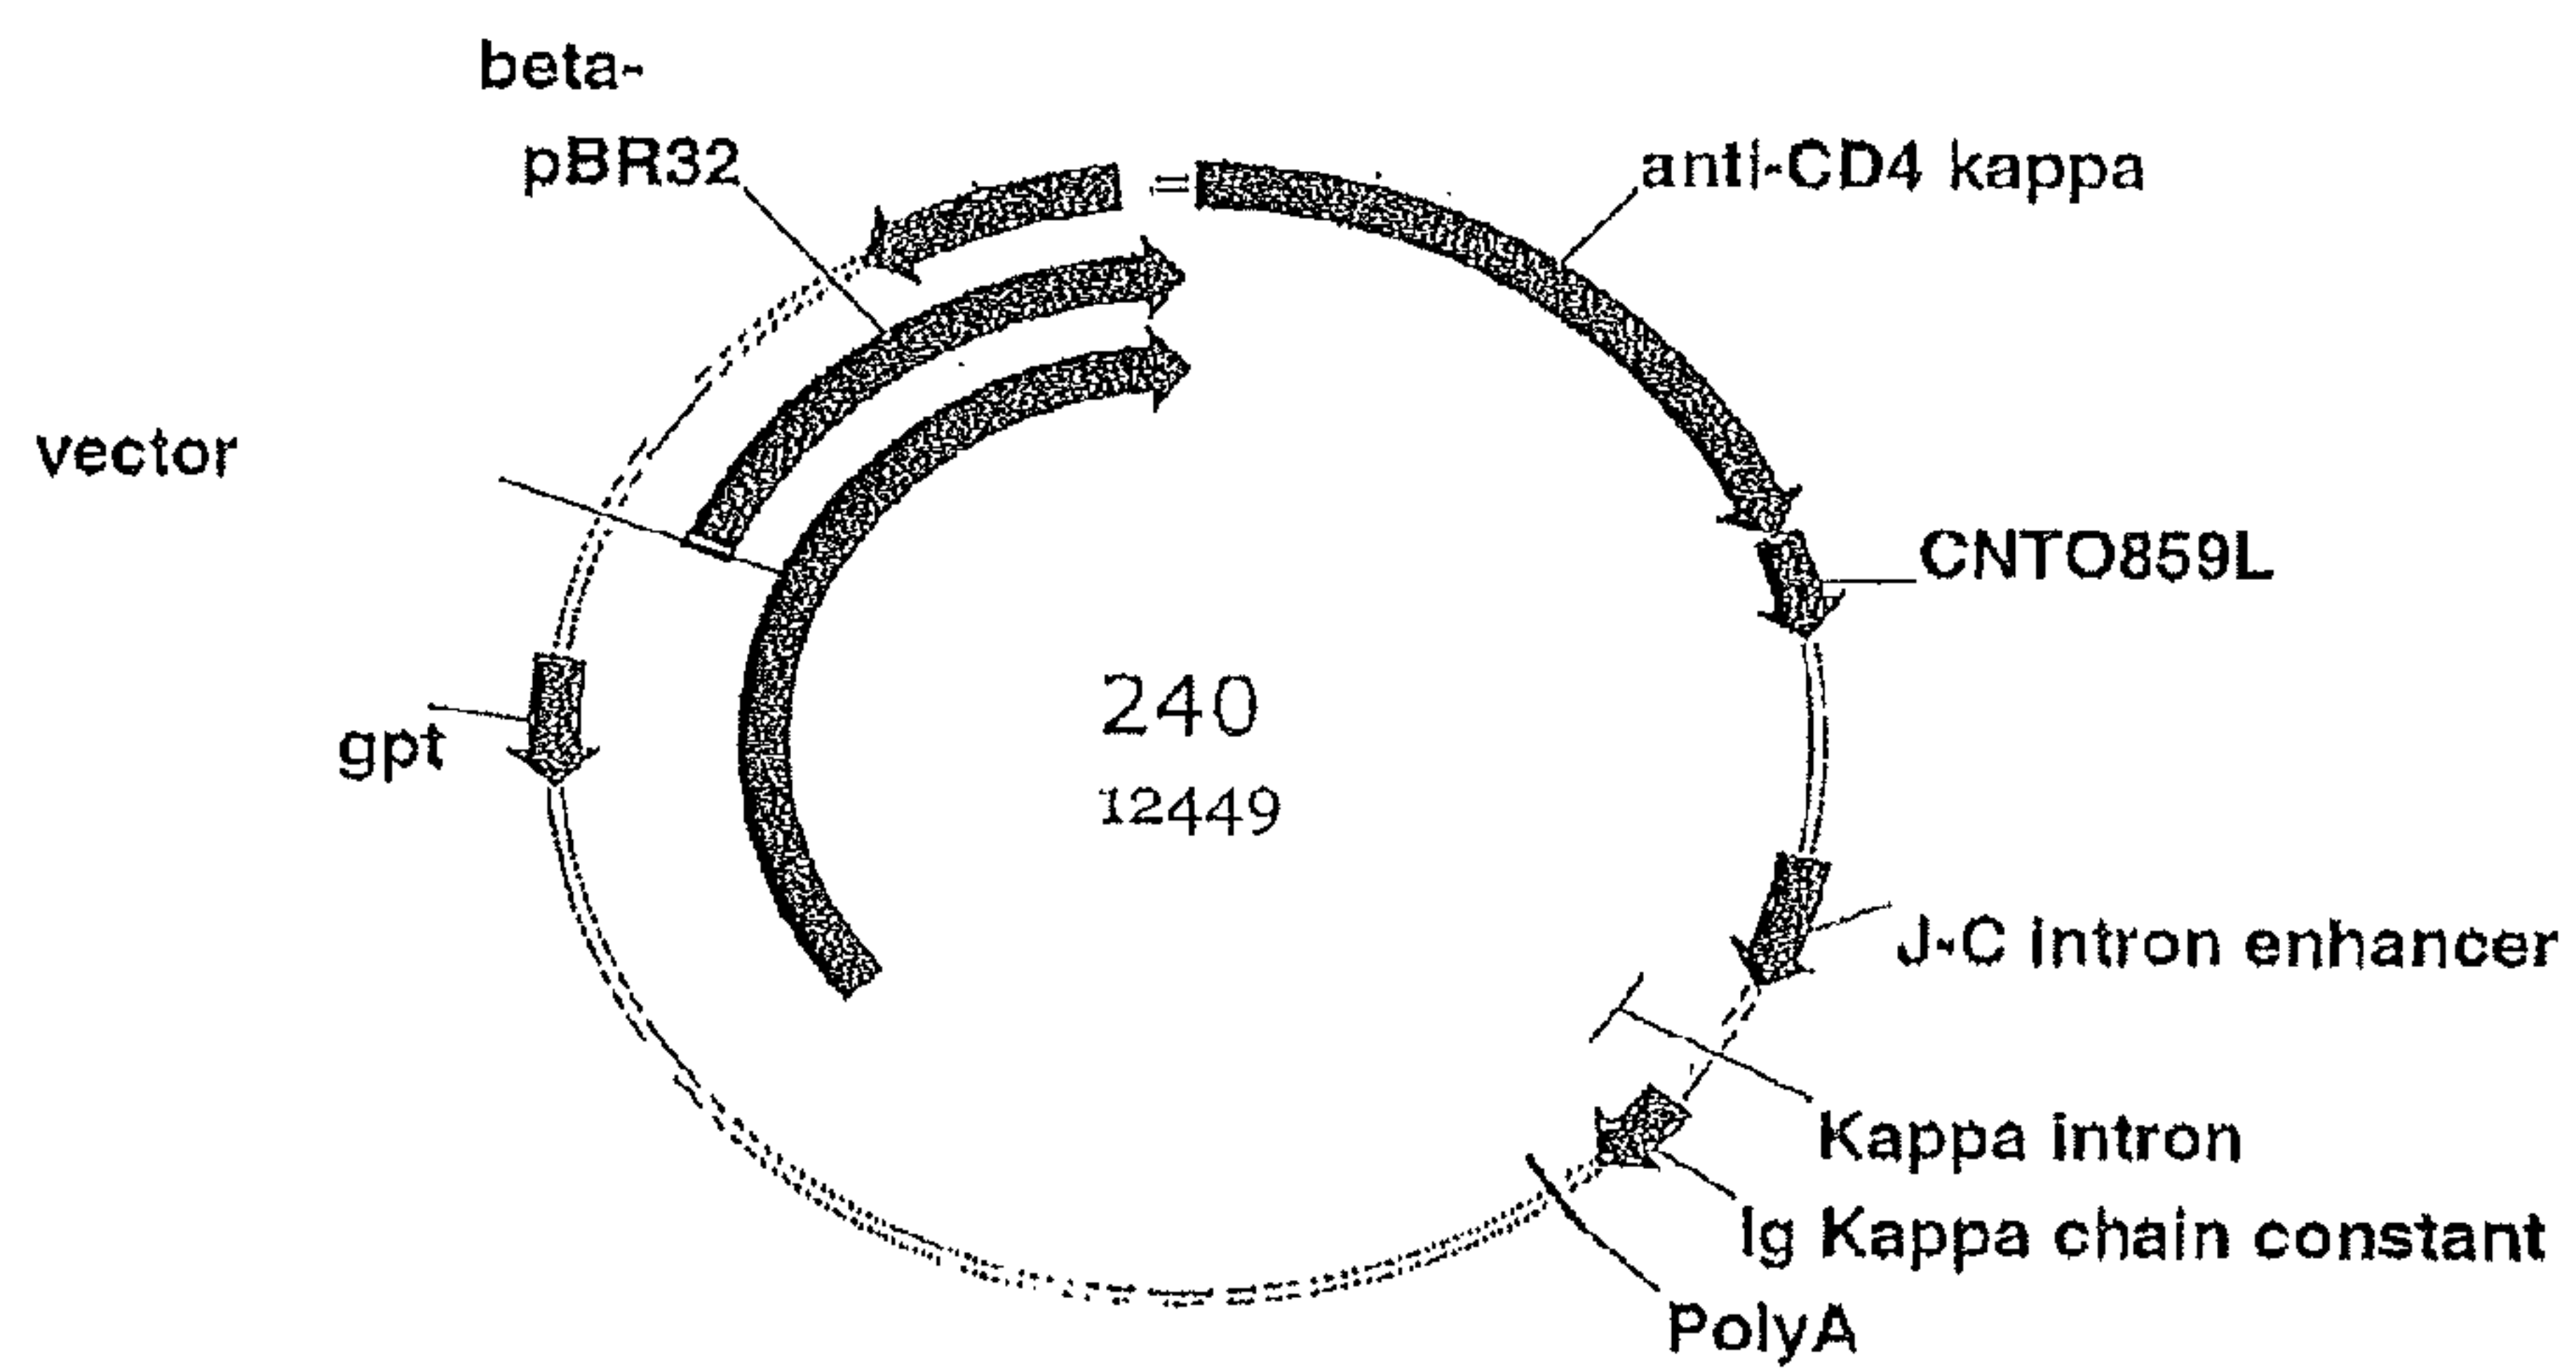 beta-
pBR32
anti-CD4 kappa
vector
CNTO859L
gpt
240
12449
J-C intron enhancer
Kappa intron
Ig Kappa chain constant
PolyA